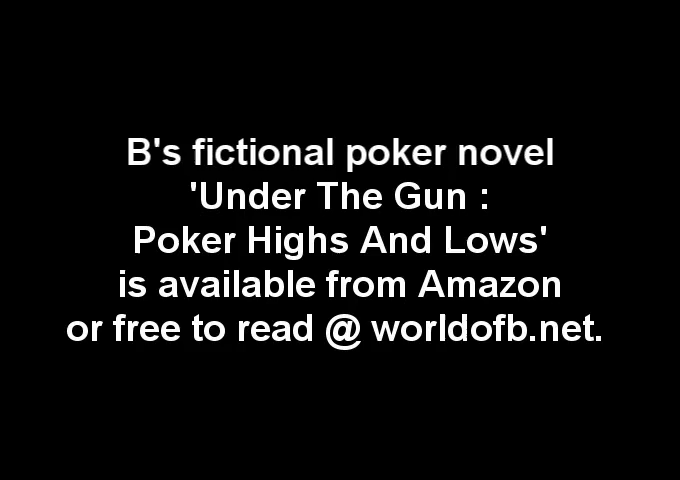 B's fictional poker novel
'Under The Gun :
Poker Highs And Lows'
is available from Amazon
or free to read @ worldofb.net.